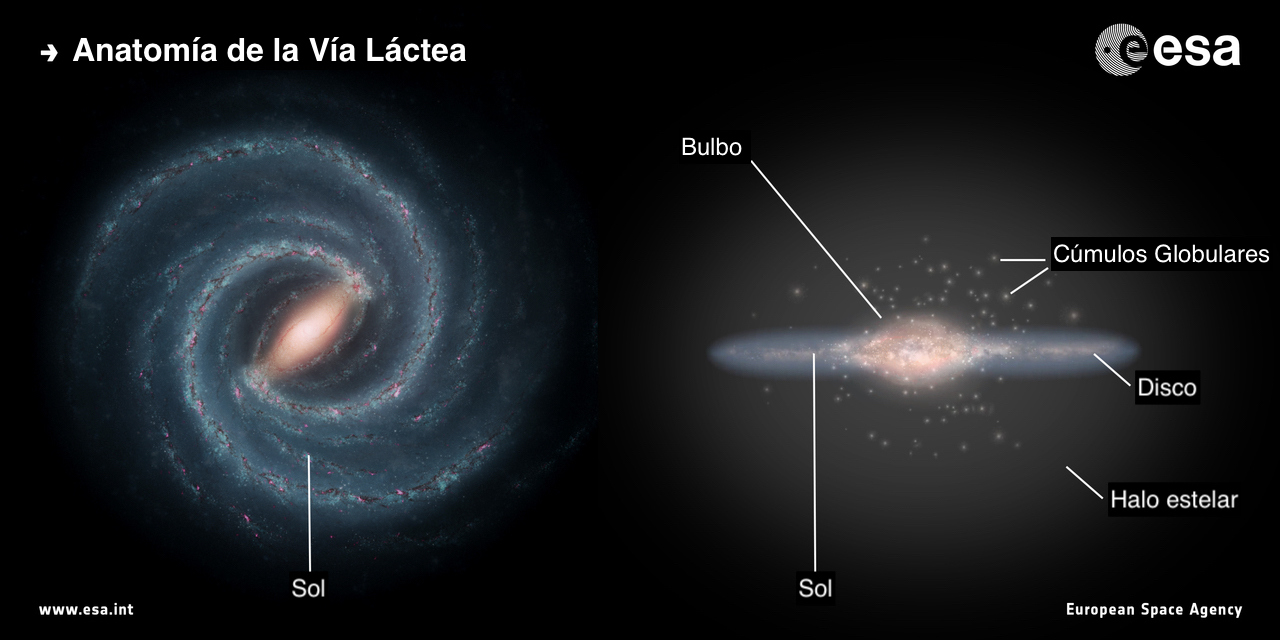 → Anatomía de la Vía Láctea
esa
Bulbo
Cúmulos Globulares
Disco
Halo estelar
Sol
Sol
www.esa.int
European Space Agency